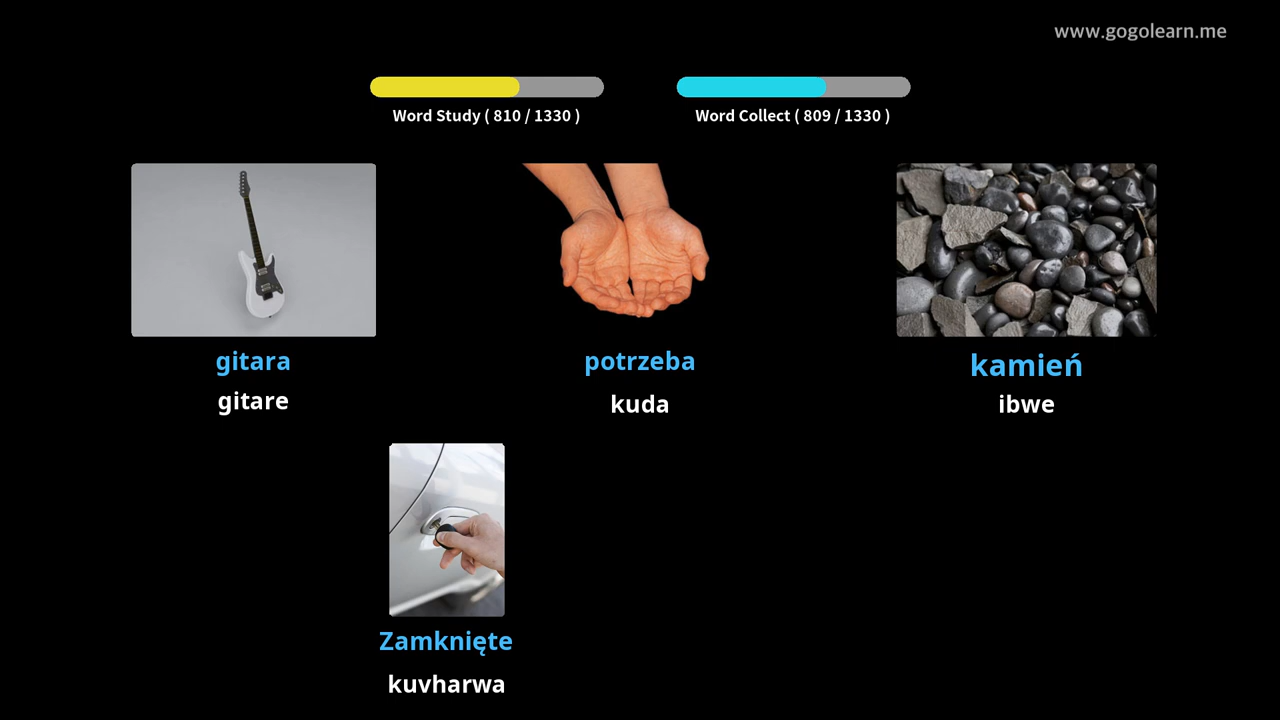 www.gogolearn.me
Word Study ( 810 / 1330 )
Word Collect ( 809 / 1330 )
gitara
gitare
potrzeba
kuda
kamień
ibwe
Zamknięte
kuvharwa